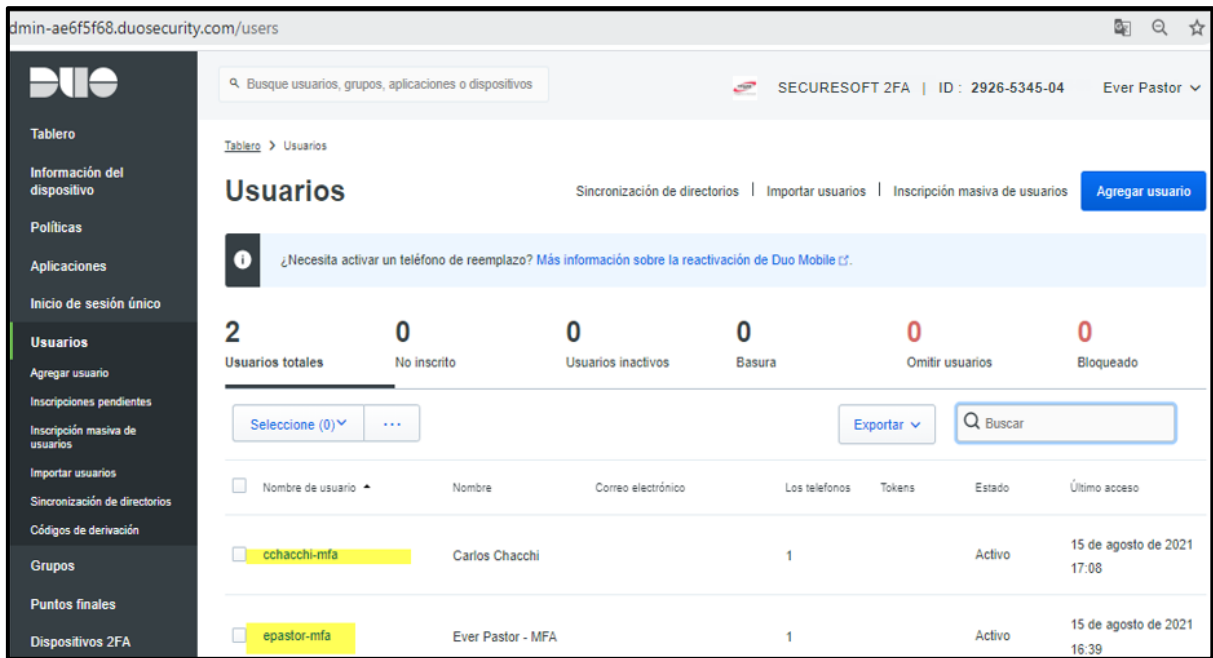 dmin-ae6f5f68.duosecurity.com/users
DUO
Busque usuarios, grupos, aplicaciones o dispositivos
SECURESOFT 2FA | ID : 2926-5345-04
Ever Pastor
Tablero
Información del
dispositivo
Políticas
Aplicaciones
Inicio de sesión único
Usuarios
Agregar usuario
Inscripciones pendientes
Inscripción masiva de
usuarios
Importar usuarios
Sincronización de directorios
Códigos de derivación
Grupos
Puntos finales
Dispositivos 2FA
Tablero > Usuarios
Usuarios
Sincronización de directorios | Importar usuarios | Inscripción masiva de usuarios
Agregar usuario
¿Necesita activar un teléfono de reemplazo? Más información sobre la reactivación de Duo Mobile.
2 0 0 0 0 0
Usuarios totales No inscrito Usuarios inactivos Basura Omitir usuarios Bloqueado
Seleccione (0) ...
Exportar
Buscar
Nombre de usuario Nombre Correo electrónico Los telefonos Tokens Estado Último acceso
cchacchi-mfa Carlos Chacchi 1 Activo 15 de agosto de 2021
17:08
epastor-mfa Ever Pastor - MFA 1 Activo 15 de agosto de 2021
16:39